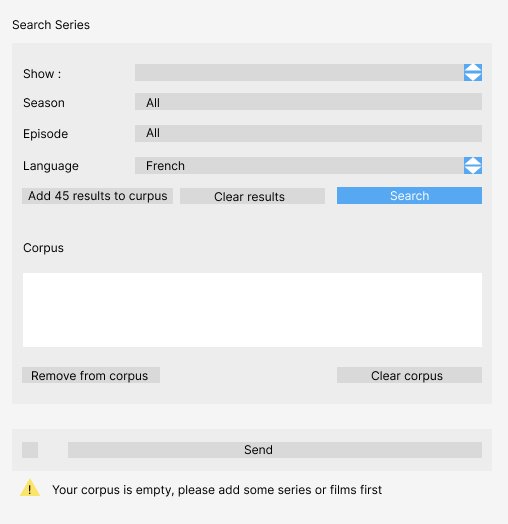 Search Series
Show :
Season All
Episode All
Language French
Add 45 results to curpus Clear results Search
Corpus
Remove from corpus Clear corpus
Send
! Your corpus is empty, please add some series or films first